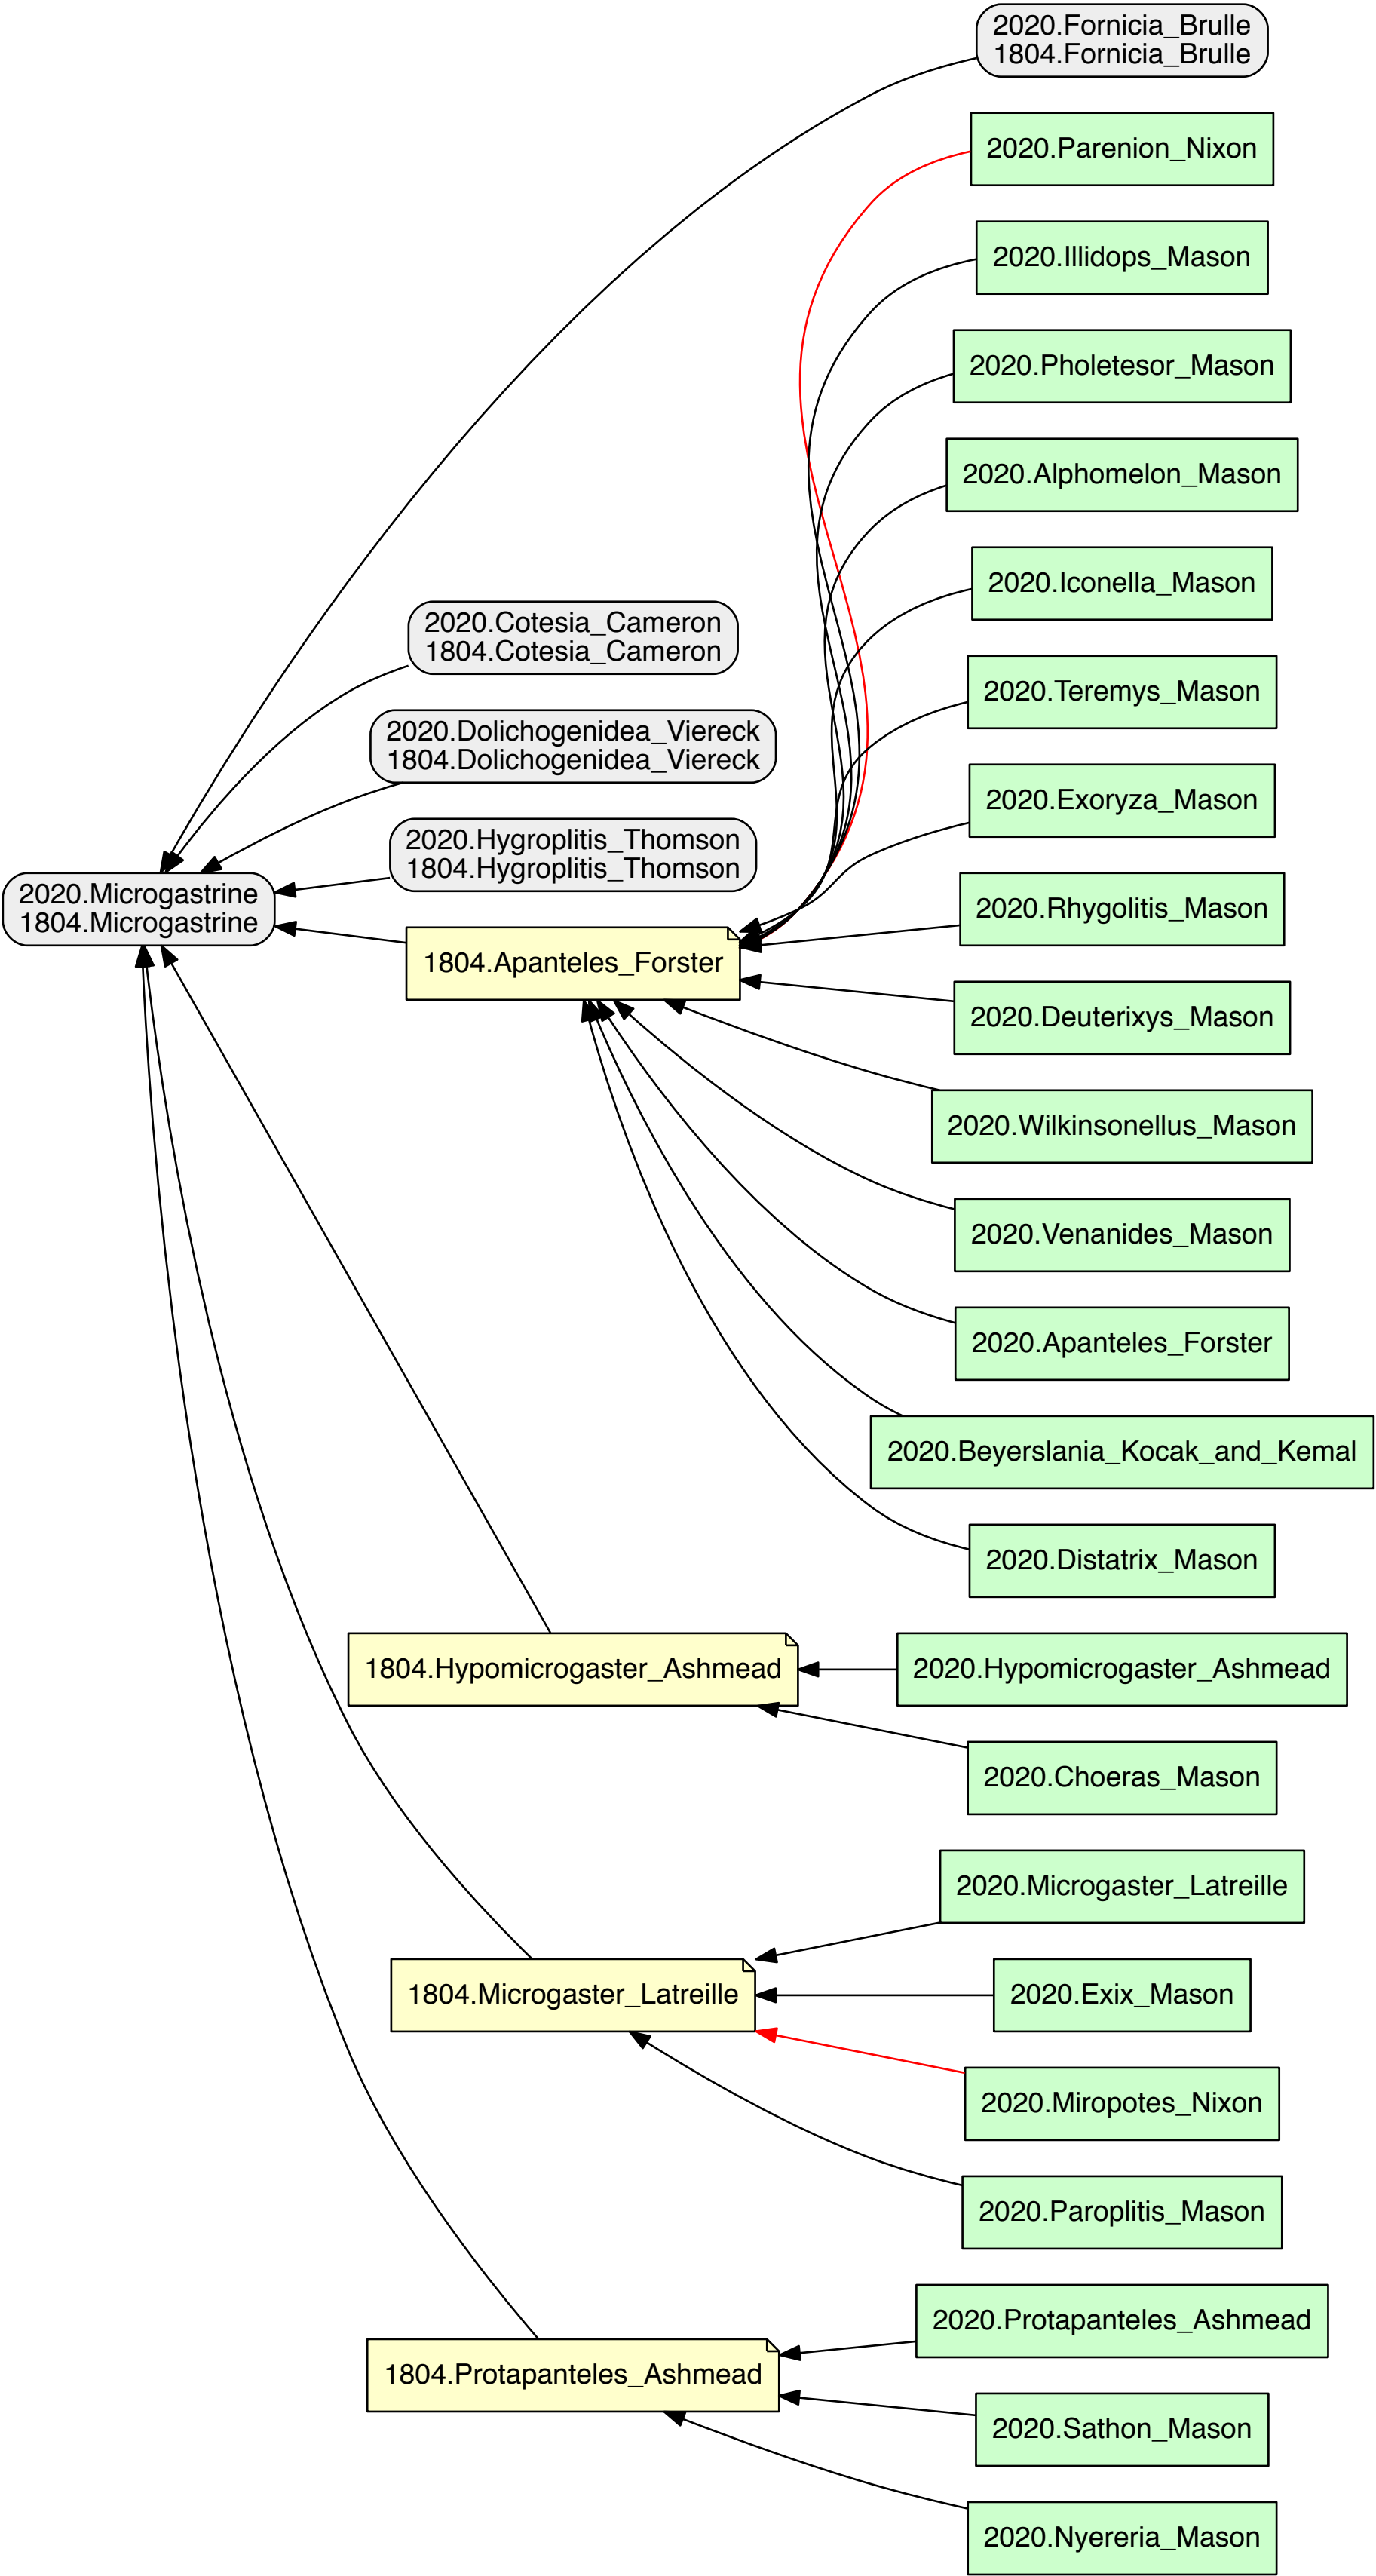 2020.Fornicia_Brulle
1804.Fornicia_Brulle
2020.Parenion_Nixon
2020.Illidops_Mason
2020.Pholetesor_Mason
2020.Alphomelon_Mason
2020.Iconella_Mason
2020.Cotesia_Cameron
1804.Cotesia_Cameron
2020.Teremys_Mason
2020.Dolichogenidea_Viereck
1804.Dolichogenidea_Viereck
2020.Exoryza_Mason
2020.Hygroplitis_Thomson
1804.Hygroplitis_Thomson
2020.Microgastrine
1804.Microgastrine
2020.Rhygolitis_Mason
1804.Apanteles_Forster
2020.Deuterixys_Mason
2020.Wilkinsonellus_Mason
2020.Venanides_Mason
2020.Apanteles_Forster
2020.Beyerslania_Kocak_and_Kemal
2020.Distatrix_Mason
1804.Hypomicrogaster_Ashmead
2020.Hypomicrogaster_Ashmead
2020.Choeras_Mason
2020.Microgaster_Latreille
1804.Microgaster_Latreille
2020.Exix_Mason
2020.Miropotes_Nixon
2020.Paroplitis_Mason
2020.Protapanteles_Ashmead
1804.Protapanteles_Ashmead
2020.Sathon_Mason
2020.Nyereria_Mason